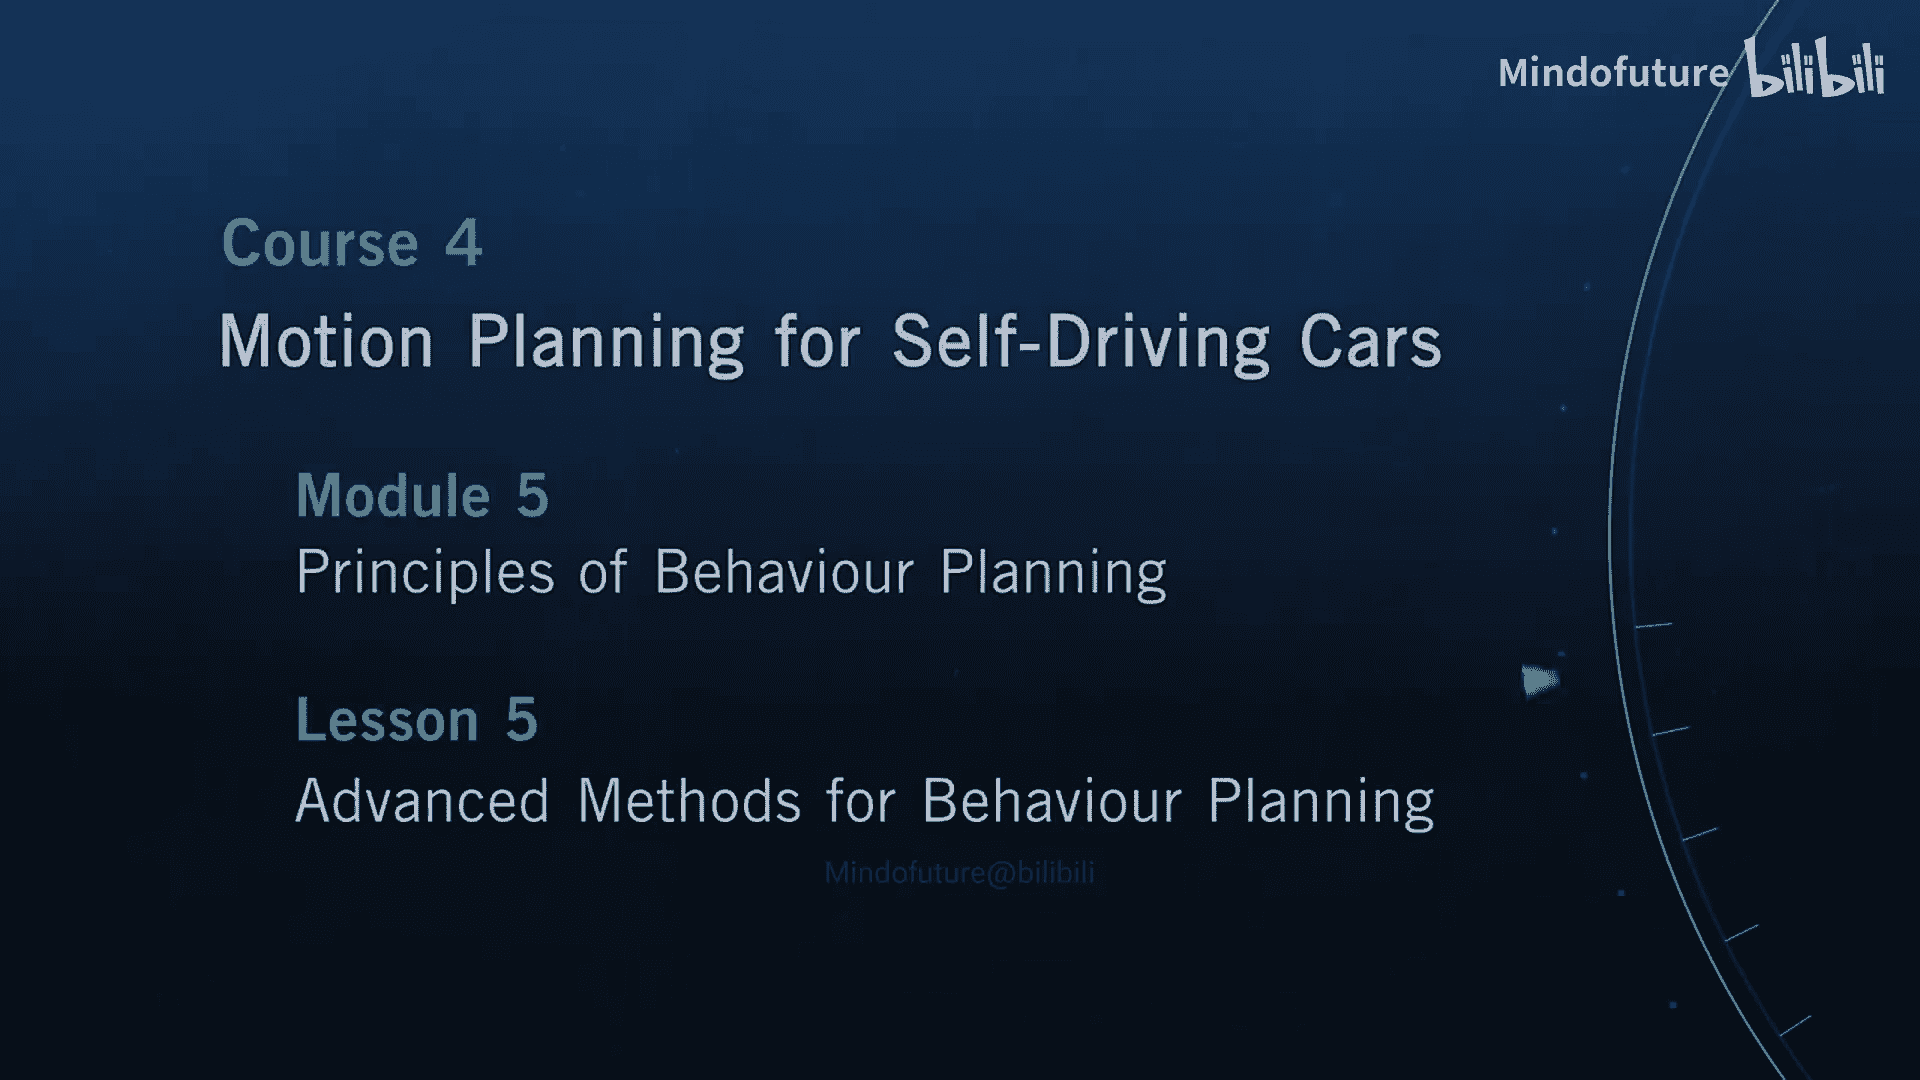 Mindofuture bilibili
Course 4
Motion Planning for Self-Driving Cars
Module 5
Principles of Behaviour Planning
Lesson 5
Advanced Methods for Behaviour Planning
Mindofuture@bilibili